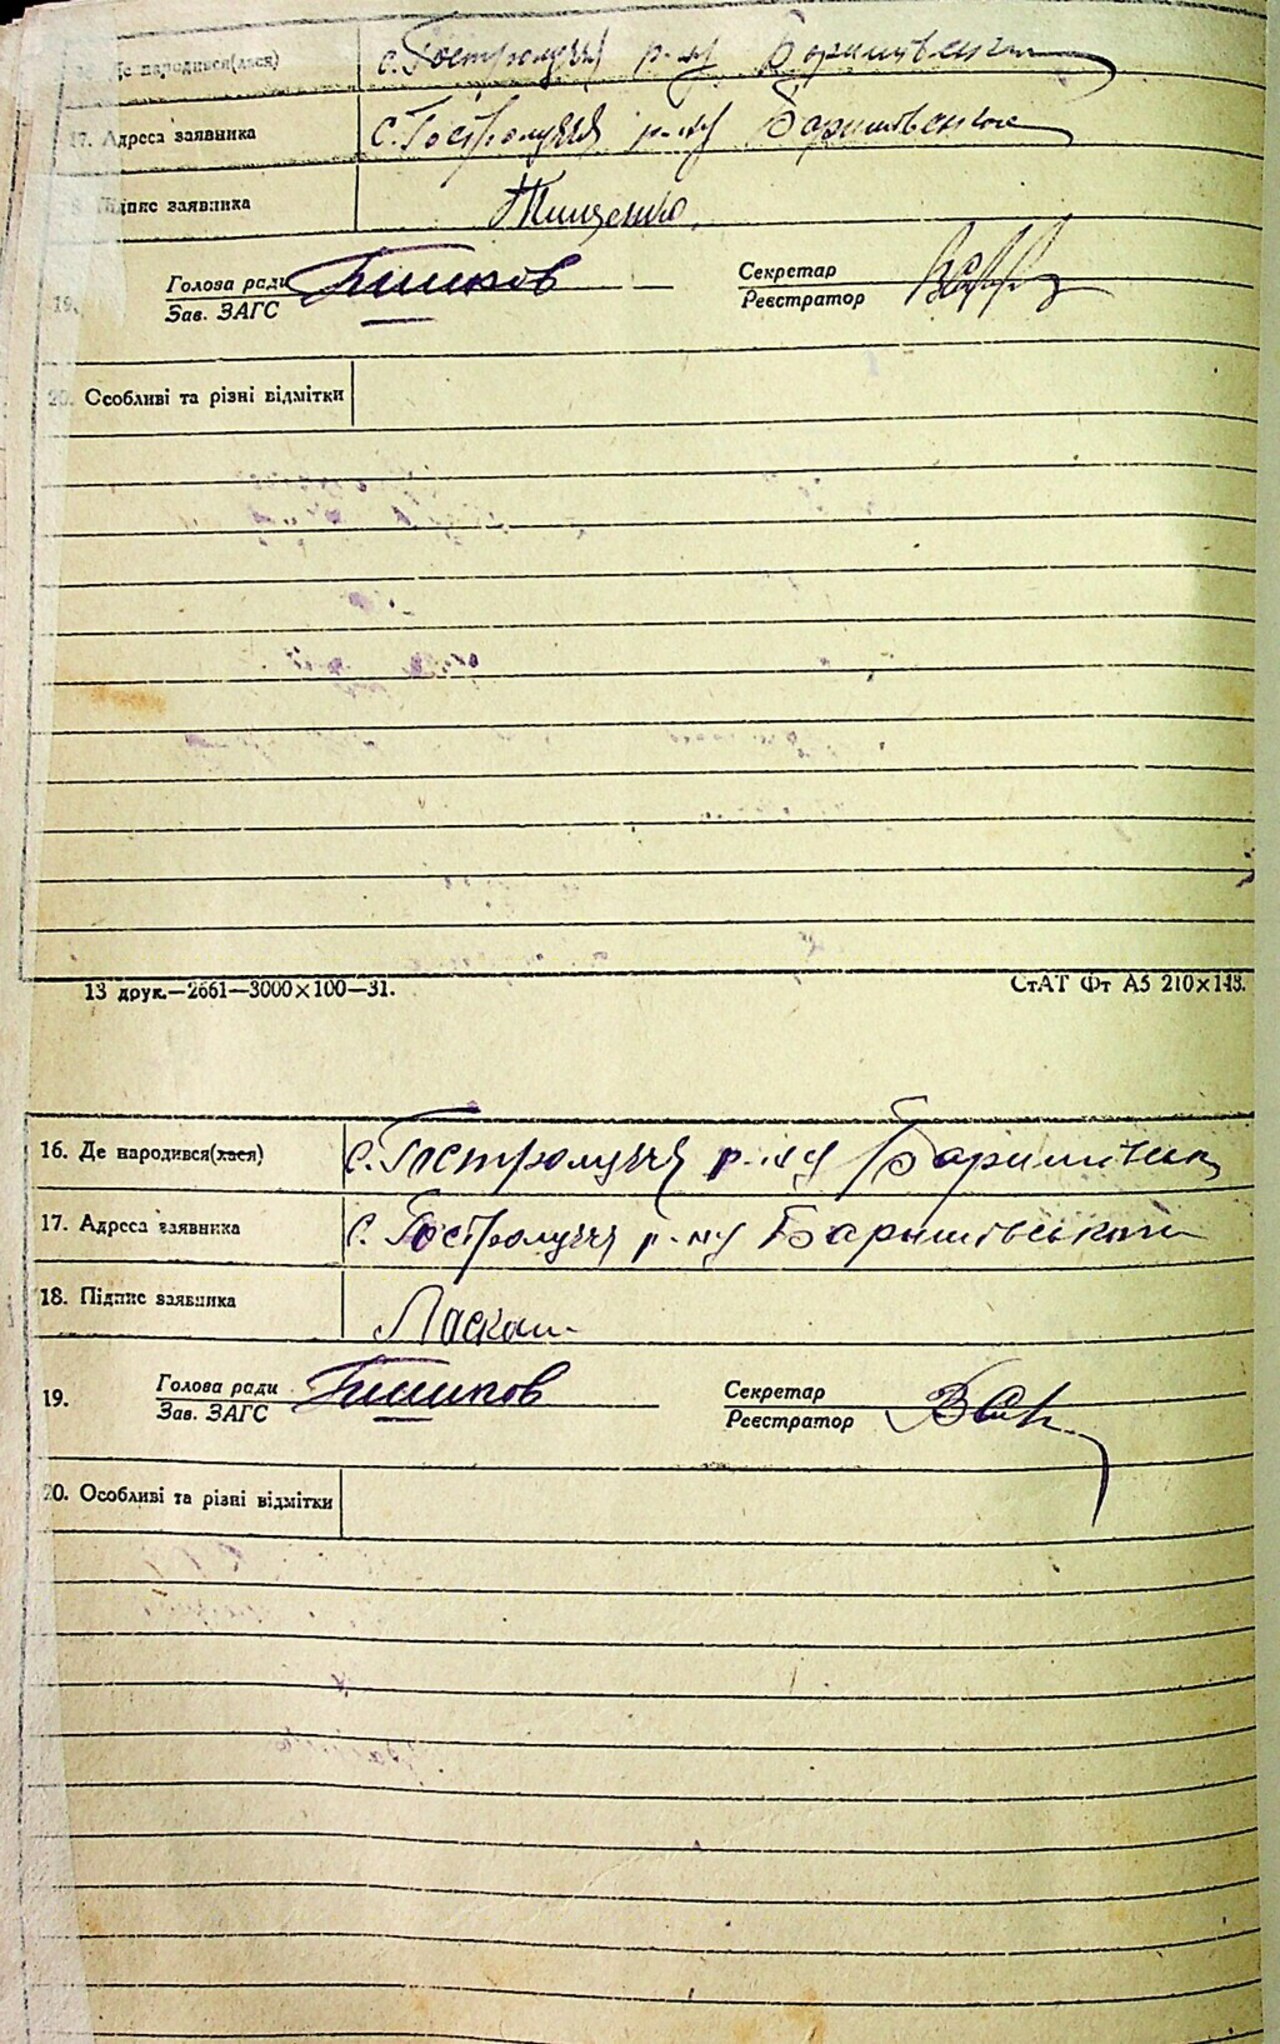 16. Де народився(лася) с. Гостролуччя р-ну Баришівського
17. Адреса заявника с. Гостролуччя р-ну Баришівського
18. Підпис заявника Тищенко
Голова ради Секретар
19. Зав. ЗАГС Реєстратор
20. Особливі та різні відмітки
13 друк.—2661—3000×100—31. СтАТ Фт А5 210×148.
16. Де народився(лася) с. Гостролуччя р-ну Баришівськ
17. Адреса заявника с. Гостролуччя р-ну Баришівського
18. Підпис заявника Ласкав
Голова ради Секретар
19. Зав. ЗАГС Реєстратор
20. Особливі та різні відмітки